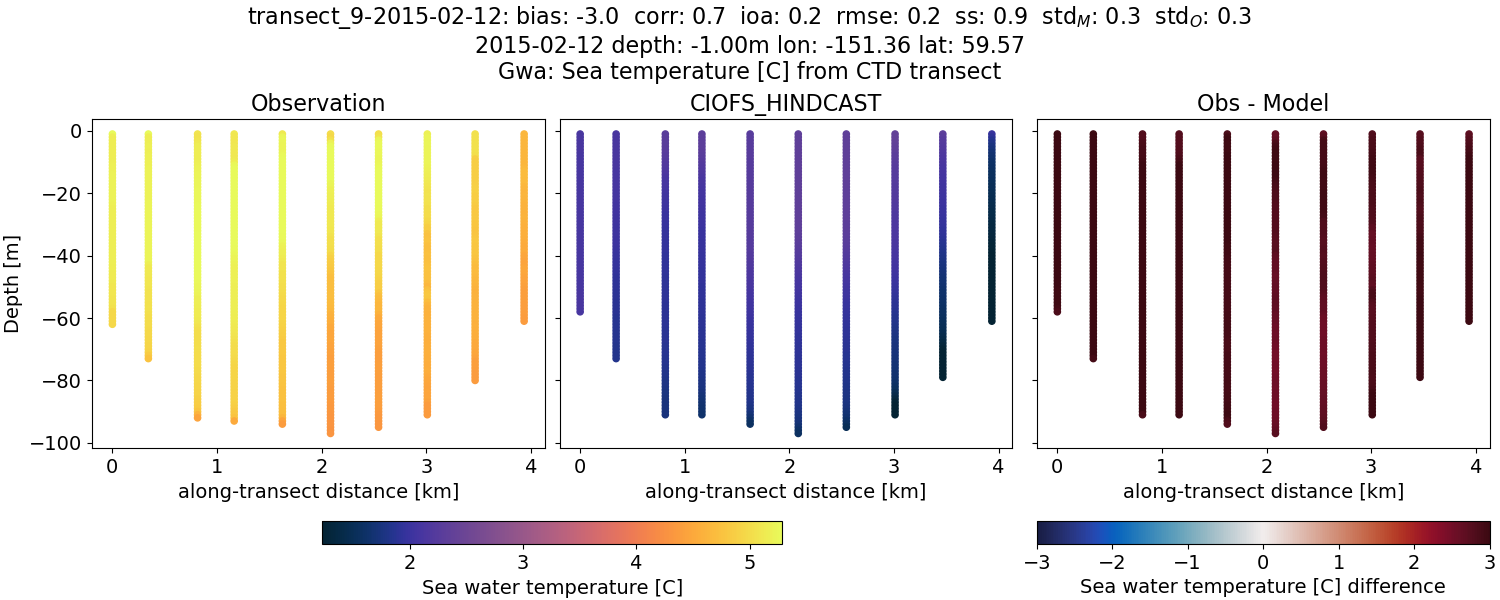 transect_9-2015-02-12: bias: -3.0 corr: 0.7 ioa: 0.2 rmse: 0.2 ss: 0.9 std_M: 0.3 std_O: 0.3
2015-02-12 depth: -1.00m lon: -151.36 lat: 59.57
Gwa: Sea temperature [C] from CTD transect
Observation CIOFS_HINDCAST Obs - Model
Depth [m]
0
−20
−40
−60
−80
−100
0 1 2 3 4 0 1 2 3 4 0 1 2 3 4
along-transect distance [km] along-transect distance [km] along-transect distance [km]
2 3 4 5 −3 −2 −1 0 1 2 3
Sea water temperature [C] Sea water temperature [C] difference